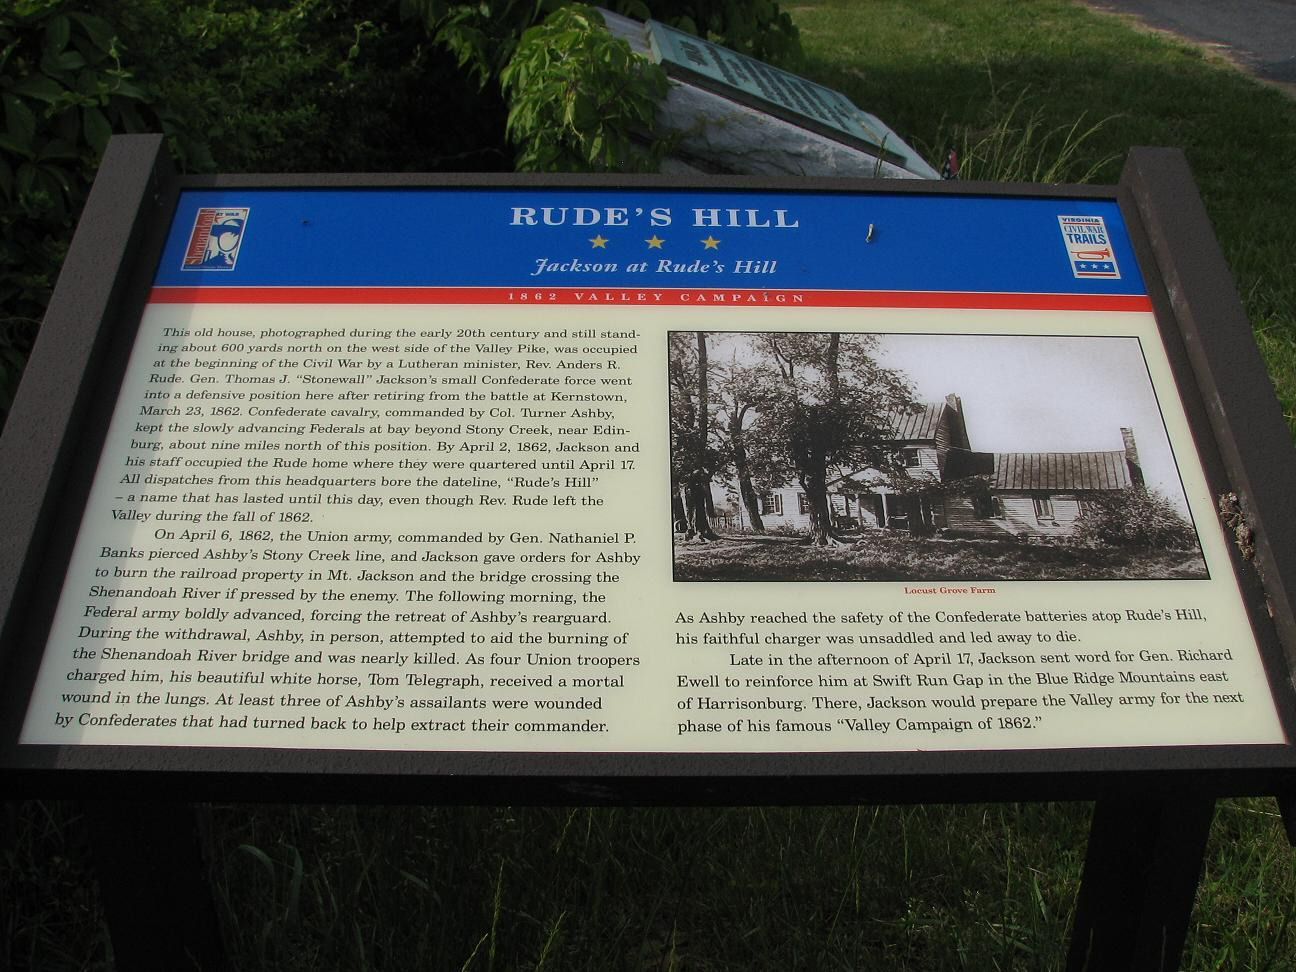 RUDE'S HILL
Jackson at Rude's Hill
1862 VALLEY CAMPAIGN
Shenandoah
AT WAR
VIRGINIA
CIVIL WAR
TRAILS
This old house, photographed during the early 20th century and still stand-
ing about 600 yards north on the west side of the Valley Pike, was occupied
at the beginning of the Civil War by a Lutheran minister, Rev. Anders R.
Rude. Gen. Thomas J. "Stonewall" Jackson's small Confederate force went
into a defensive position here after retiring from the battle at Kernstown,
March 23, 1862. Confederate cavalry, commanded by Col. Turner Ashby,
kept the slowly advancing Federals at bay beyond Stony Creek, near Edin-
burg, about nine miles north of this position. By April 2, 1862, Jackson and
his staff occupied the Rude home where they were quartered until April 17.
All dispatches from this headquarters bore the dateline, "Rude's Hill"
– a name that has lasted until this day, even though Rev. Rude left the
Valley during the fall of 1862.
On April 6, 1862, the Union army, commanded by Gen. Nathaniel P.
Banks pierced Ashby's Stony Creek line, and Jackson gave orders for Ashby
to burn the railroad property in Mt. Jackson and the bridge crossing the
Shenandoah River if pressed by the enemy. The following morning, the
Federal army boldly advanced, forcing the retreat of Ashby's rearguard.
During the withdrawal, Ashby, in person, attempted to aid the burning of
the Shenandoah River bridge and was nearly killed. As four Union troopers
charged him, his beautiful white horse, Tom Telegraph, received a mortal
wound in the lungs. At least three of Ashby's assailants were wounded
by Confederates that had turned back to help extract their commander.
Locust Grove Farm
As Ashby reached the safety of the Confederate batteries atop Rude's Hill,
his faithful charger was unsaddled and led away to die.
Late in the afternoon of April 17, Jackson sent word for Gen. Richard
Ewell to reinforce him at Swift Run Gap in the Blue Ridge Mountains east
of Harrisonburg. There, Jackson would prepare the Valley army for the next
phase of his famous "Valley Campaign of 1862."